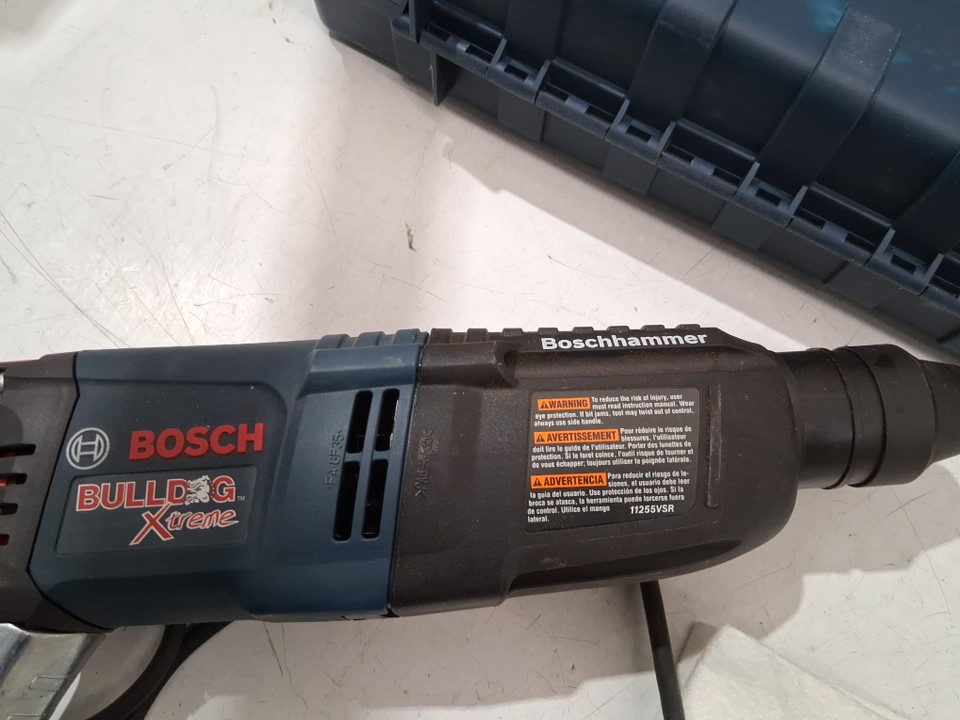 Boschhammer
BOSCH
BULLDOG™
Xtreme
>PA-GF35<
WARNING To reduce the risk of injury, user
must read instruction manual. Wear
eye protection. If bit jams, tool may twist out of control,
always use side handle.
AVERTISSEMENT Pour réduire le risque de
blessures, l'utilisateur
doit lire le guide de l'utilisateur. Porter des lunettes de
protection. Si le foret coince, l'outil risque de tourner et
de vous échapper; toujours utiliser la poignée latérale.
ADVERTENCIA Para reducir el riesgo de le-
siones, el usuario debe leer
la guia del usuario. Use protección de los ojos. Si la
broca se atasca, la herramienta puede torcerse fuera
de control. Utilice el mango
lateral. 11255VSR